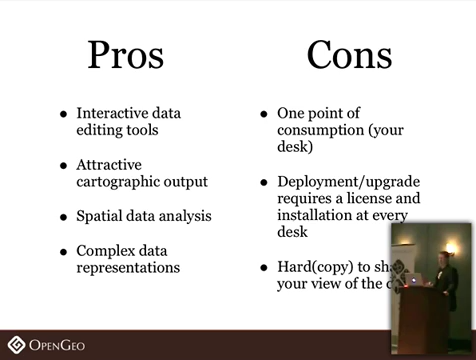 Pros
Cons
• Interactive data
editing tools
• Attractive
cartographic output
• Spatial data analysis
• Complex data
representations
• One point of
consumption (your
desk)
• Deployment/upgrade
requires a license and
installation at every
desk
• Hard(copy) to
your view of the
OPENGEO